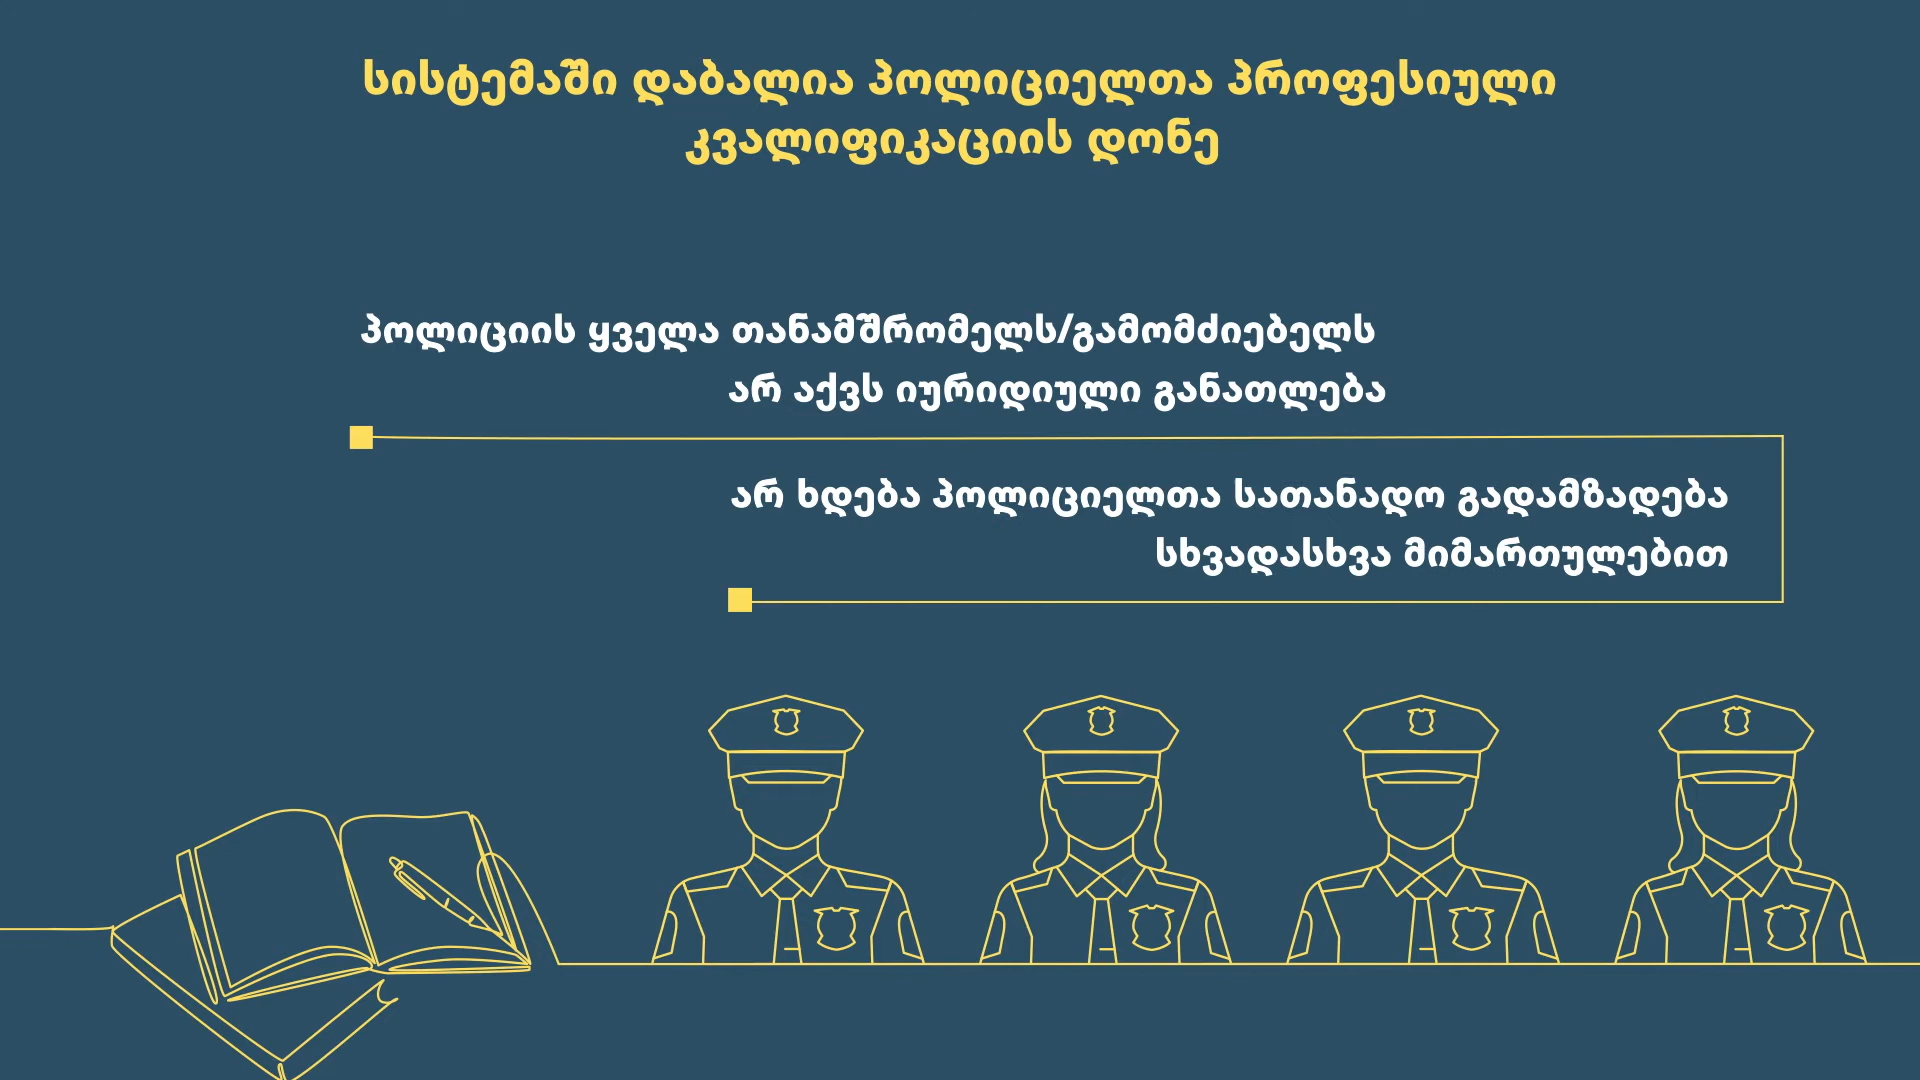 სისტემაში დაბალია პოლიციელთა პროფესიული
კვალიფიკაციის დონე
პოლიციის ყველა თანამშრომელს/გამომძიებელს
არ აქვს იურიდიული განათლება
არ ხდება პოლიციელთა სათანადო გადამზადება
სხვადასხვა მიმართულებით